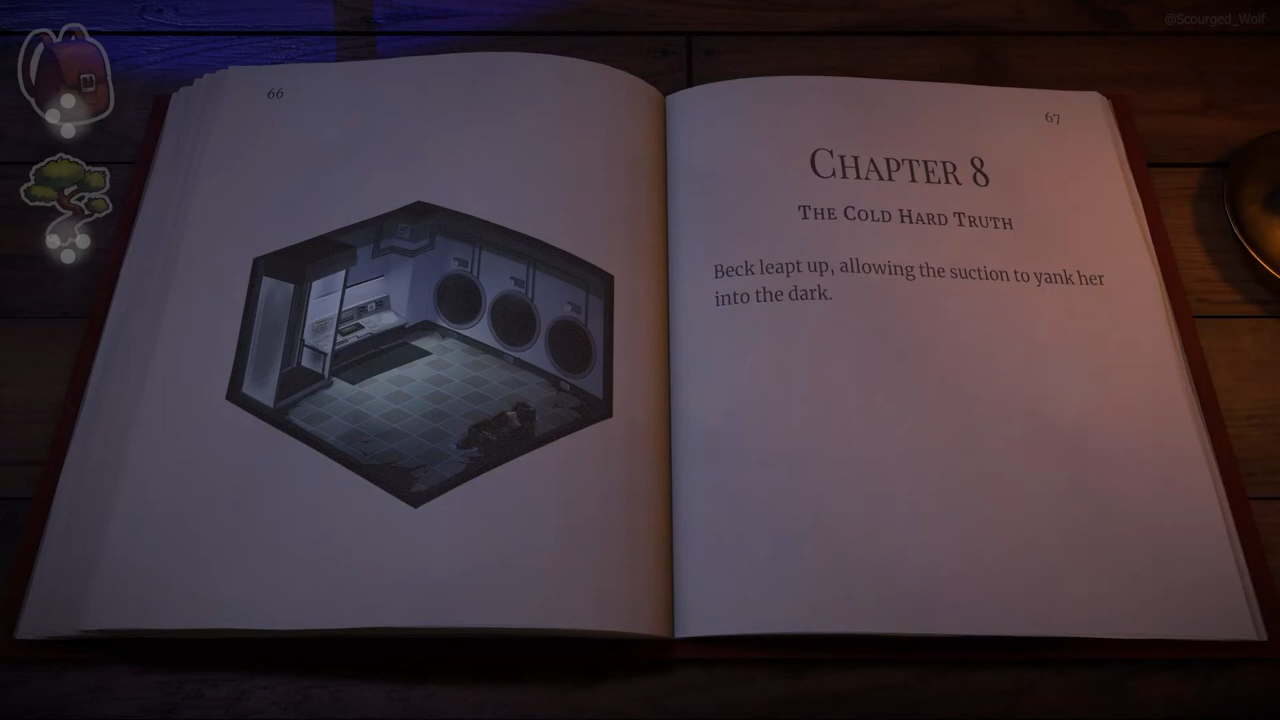 @Scourged_Wolf
66
67
Chapter 8
The Cold Hard Truth
Beck leapt up, allowing the suction to yank her
into the dark.